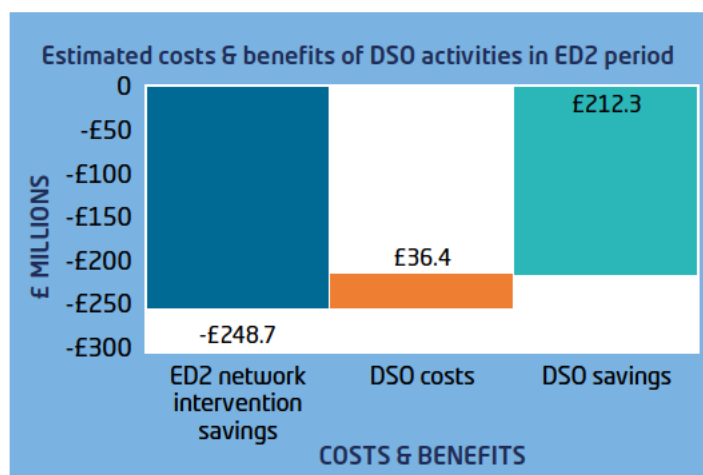 Estimated costs & benefits of DSO activities in ED2 period
0
-£50
-£100
-£150
-£200
-£250
-£300
£ MILLIONS
-£248.7
£36.4
£212.3
ED2 network
intervention
savings
DSO costs
DSO savings
COSTS & BENEFITS